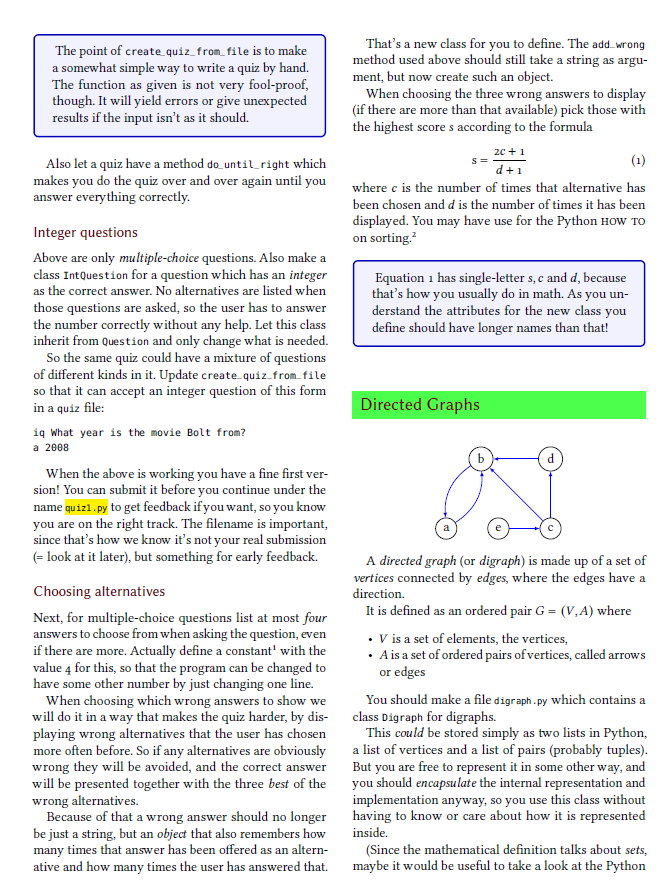 The point of create_quiz_from_file is to make
a somewhat simple way to write a quiz by hand.
The function as given is not very fool-proof,
though. It will yield errors or give unexpected
results if the input isn't as it should.
Also let a quiz have a method do_until_right which
makes you do the quiz over and over again until you
answer everything correctly.
Integer questions
Above are only multiple-choice questions. Also make a
class IntQuestion for a question which has an integer
as the correct answer. No alternatives are listed when
those questions are asked, so the user has to answer
the number correctly without any help. Let this class
inherit from Question and only change what is needed.
So the same quiz could have a mixture of questions
of different kinds in it. Update create_quiz_from_file
so that it can accept an integer question of this form
in a quiz file:
iq What year is the movie Bolt from?
a 2008
When the above is working you have a fine first ver-
sion! You can submit it before you continue under the
name quiz1.py to get feedback if you want, so you know
you are on the right track. The filename is important,
since that's how we know it's not your real submission
(= look at it later), but something for early feedback.
Choosing alternatives
Next, for multiple-choice questions list at most four
answers to choose from when asking the question, even
if there are more. Actually define a constant¹ with the
value 4 for this, so that the program can be changed to
have some other number by just changing one line.
When choosing which wrong answers to show we
will do it in a way that makes the quiz harder, by dis-
playing wrong alternatives that the user has chosen
more often before. So if any alternatives are obviously
wrong they will be avoided, and the correct answer
will be presented together with the three best of the
wrong alternatives.
Because of that a wrong answer should no longer
be just a string, but an object that also remembers how
many times that answer has been offered as an altern-
ative and how many times the user has answered that.
That's a new class for you to define. The add_wrong
method used above should still take a string as argu-
ment, but now create such an object.
When choosing the three wrong answers to display
(if there are more than that available) pick those with
the highest score s according to the formula
s = (2c + 1) / (d + 1) (1)
where c is the number of times that alternative has
been chosen and d is the number of times it has been
displayed. You may have use for the Python HOW TO
on sorting.²
Equation 1 has single-letter s, c and d, because
that's how you usually do in math. As you un-
derstand the attributes for the new class you
define should have longer names than that!
Directed Graphs
b d
a e c
A directed graph (or digraph) is made up of a set of
vertices connected by edges, where the edges have a
direction.
It is defined as an ordered pair G = (V, A) where
• V is a set of elements, the vertices,
• A is a set of ordered pairs of vertices, called arrows
or edges
You should make a file digraph.py which contains a
class Digraph for digraphs.
This could be stored simply as two lists in Python,
a list of vertices and a list of pairs (probably tuples).
But you are free to represent it in some other way, and
you should encapsulate the internal representation and
implementation anyway, so you use this class without
having to know or care about how it is represented
inside.
(Since the mathematical definition talks about sets,
maybe it would be useful to take a look at the Python